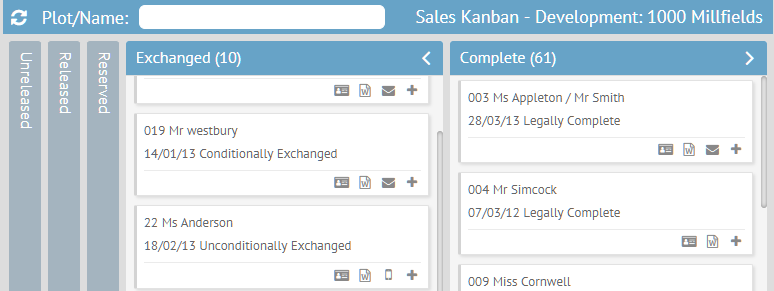 Plot/Name:
Sales Kanban - Development: 1000 Millfields
Unreleased
Released
Reserved
Exchanged (10)
019 Mr westbury
14/01/13 Conditionally Exchanged
22 Ms Anderson
18/02/13 Unconditionally Exchanged
Complete (61)
003 Ms Appleton / Mr Smith
28/03/13 Legally Complete
004 Mr Simcock
07/03/12 Legally Complete
009 Miss Cornwell